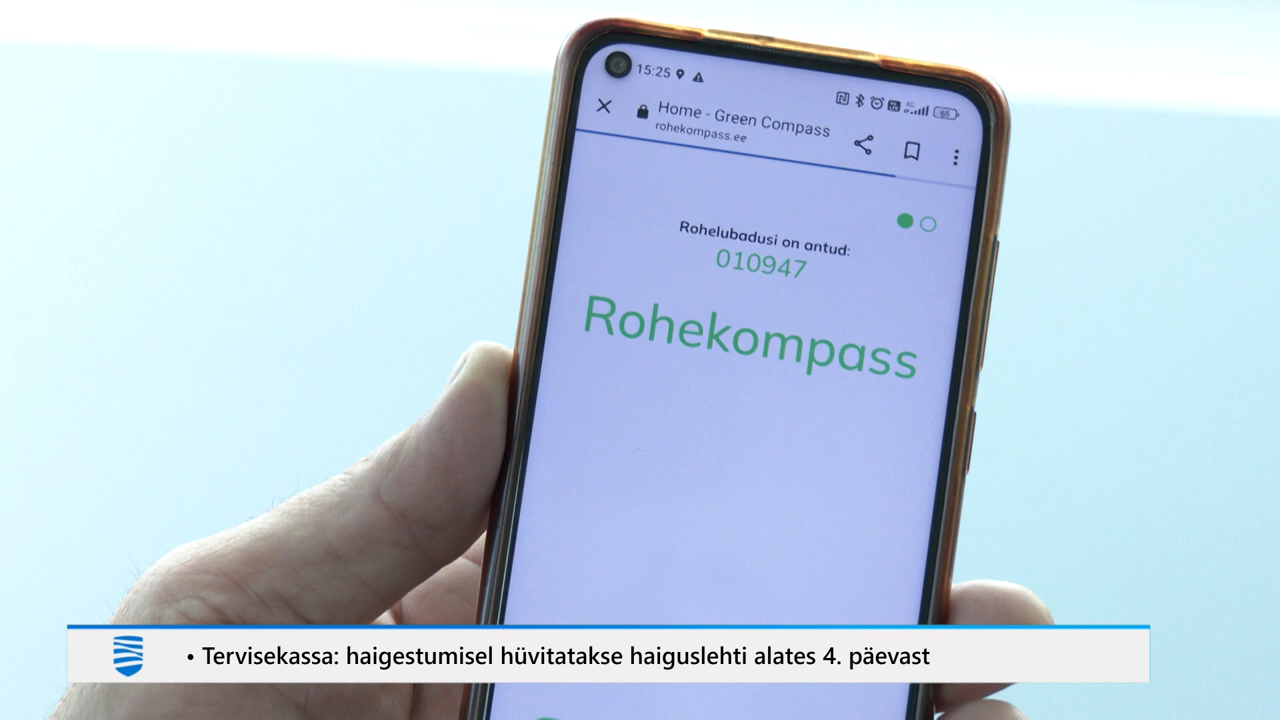 15:25
65
Home - Green Compass
rohekompass.ee
Rohelubadusi on antud:
010947
Rohekompass
• Tervisekassa: haigestumisel hüvitatakse haiguslehti alates 4. päevast